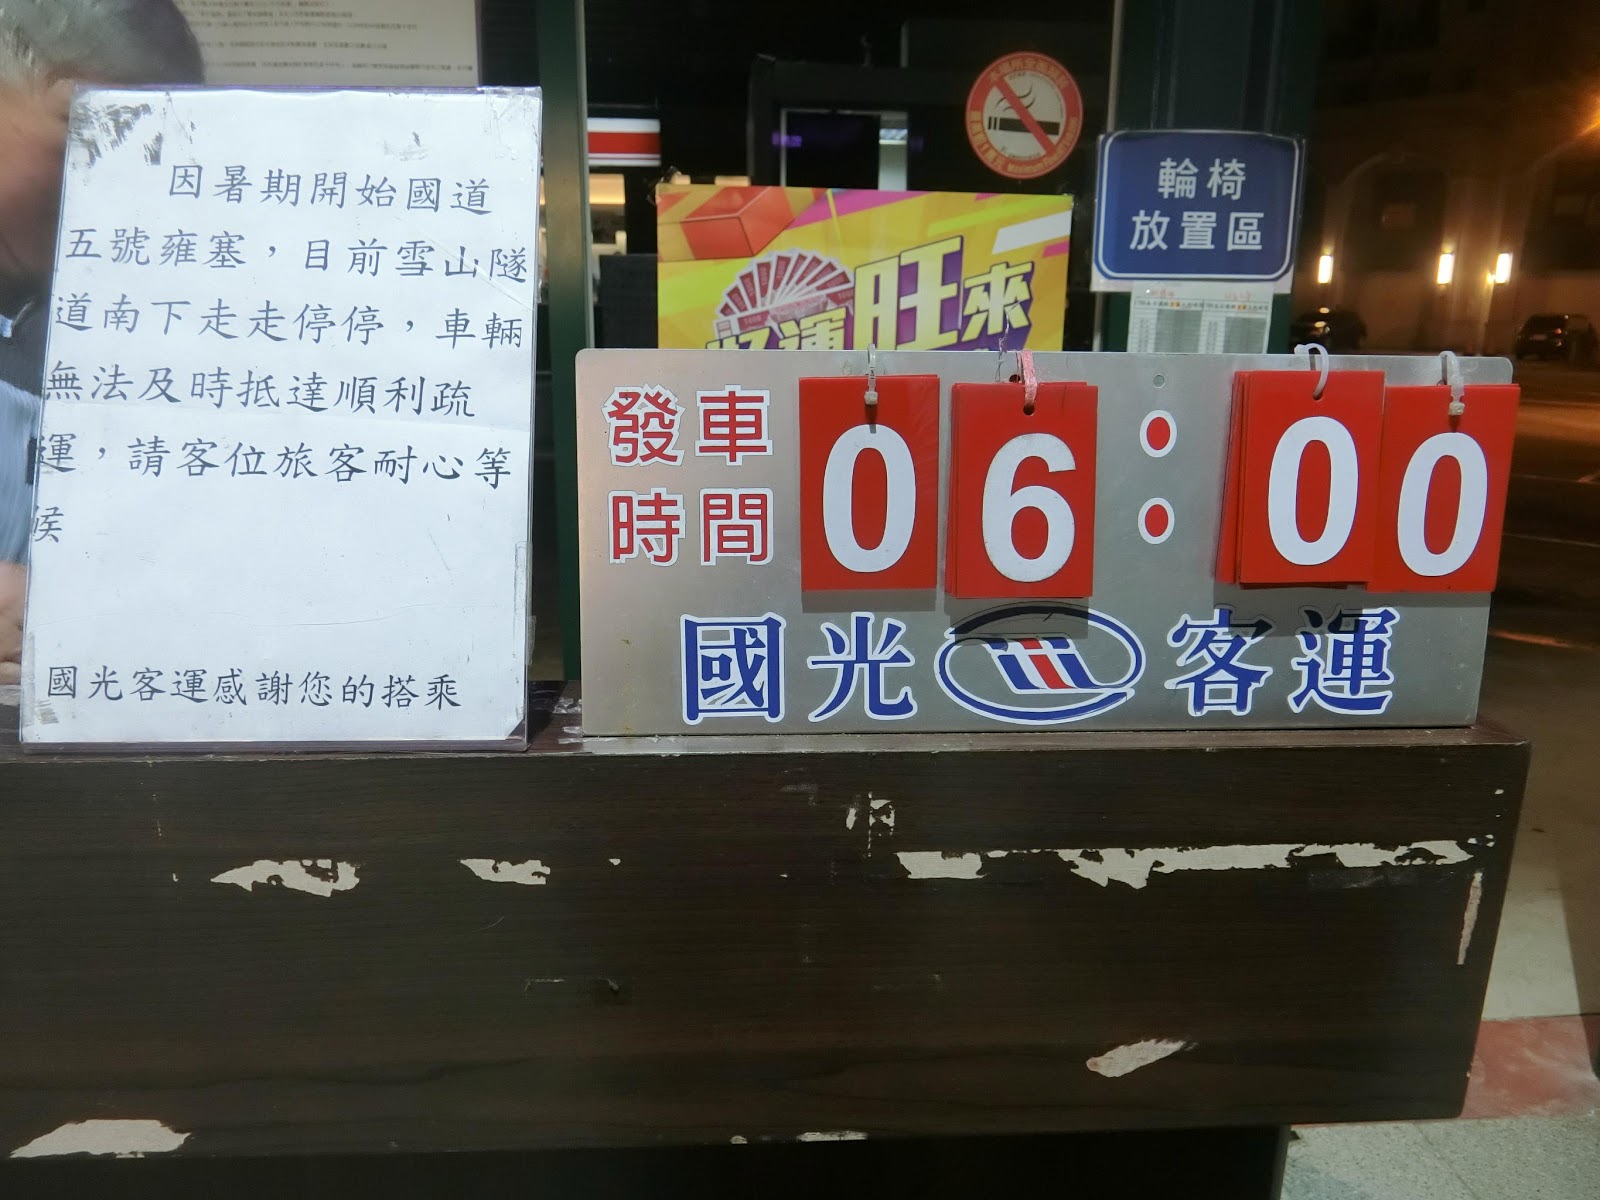 因暑期開始國道
五號雍塞，目前雪山隧
道南下走走停停，車輛
無法及時抵達順利疏
運，請客位旅客耐心等
候
國光客運感謝您的搭乘
好運旺來
輪椅
放置區
發車
時間
06:00
國光客運